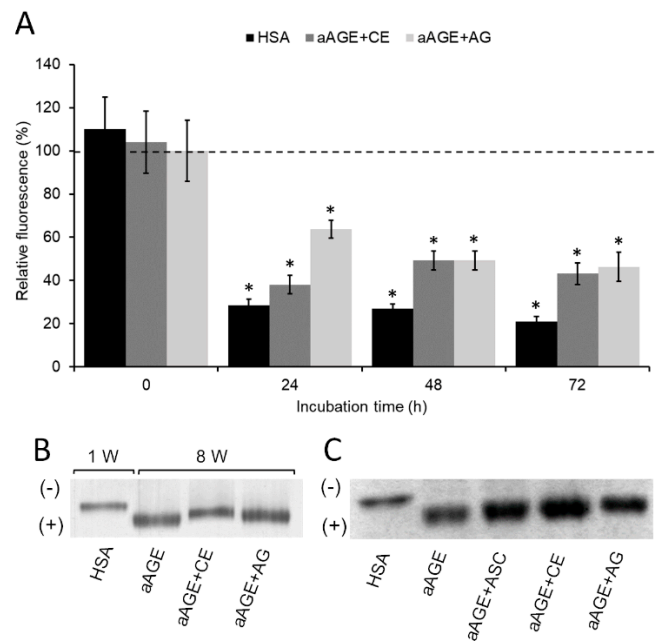 A
HSA aAGE+CE aAGE+AG
Relative fluorescence (%)
140
120
100
80
60
40
20
0
* * * * * * * * *
0 24 48 72
Incubation time (h)
B
1 W 8 W
(-)
(+)
HSA aAGE aAGE+CE aAGE+AG
C
(-)
(+)
HSA aAGE aAGE+ASC aAGE+CE aAGE+AG